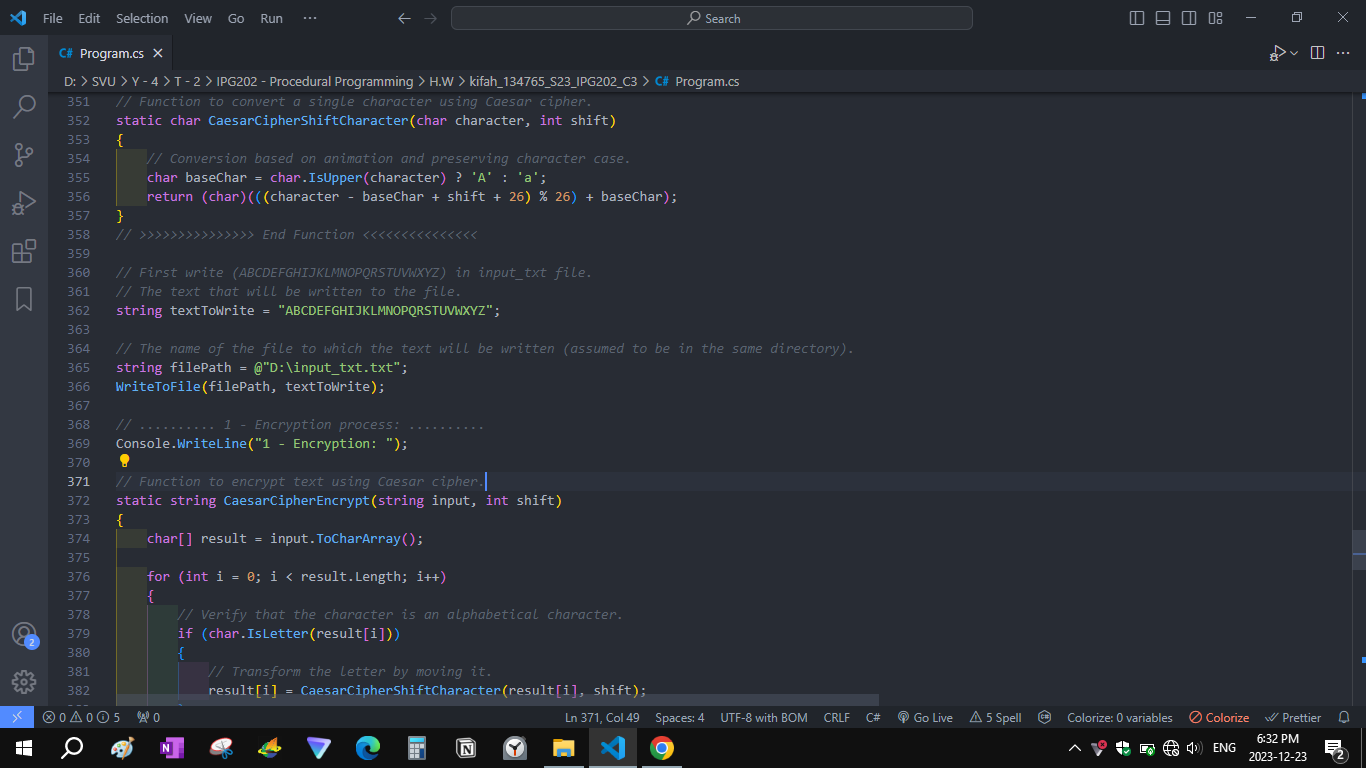 File Edit Selection View Go Run ··· Search
C# Program.cs
D: > SVU > Y - 4 > T - 2 > IPG202 - Procedural Programming > H.W > kifah_134765_S23_IPG202_C3 > C# Program.cs
351 // Function to convert a single character using Caesar cipher.
352 static char CaesarCipherShiftCharacter(char character, int shift)
353 {
354 // Conversion based on animation and preserving character case.
355 char baseChar = char.IsUpper(character) ? 'A' : 'a';
356 return (char)(((character - baseChar + shift + 26) % 26) + baseChar);
357 }
358 // >>>>>>>>>>>>>>> End Function <<<<<<<<<<<<<<<
359
360 // First write (ABCDEFGHIJKLMNOPQRSTUVWXYZ) in input_txt file.
361 // The text that will be written to the file.
362 string textToWrite = "ABCDEFGHIJKLMNOPQRSTUVWXYZ";
363
364 // The name of the file to which the text will be written (assumed to be in the same directory).
365 string filePath = @"D:\input_txt.txt";
366 WriteToFile(filePath, textToWrite);
367
368 // .......... 1 - Encryption process: ..........
369 Console.WriteLine("1 - Encryption: ");
370
371 // Function to encrypt text using Caesar cipher.
372 static string CaesarCipherEncrypt(string input, int shift)
373 {
374 char[] result = input.ToCharArray();
375
376 for (int i = 0; i < result.Length; i++)
377 {
378 // Verify that the character is an alphabetical character.
379 if (char.IsLetter(result[i]))
380 {
381 // Transform the letter by moving it.
382 result[i] = CaesarCipherShiftCharacter(result[i], shift);
2
0 0 5 0 Ln 371, Col 49 Spaces: 4 UTF-8 with BOM CRLF C# Go Live 5 Spell Colorize: 0 variables Colorize Prettier
ENG 6:32 PM
2023-12-23 2